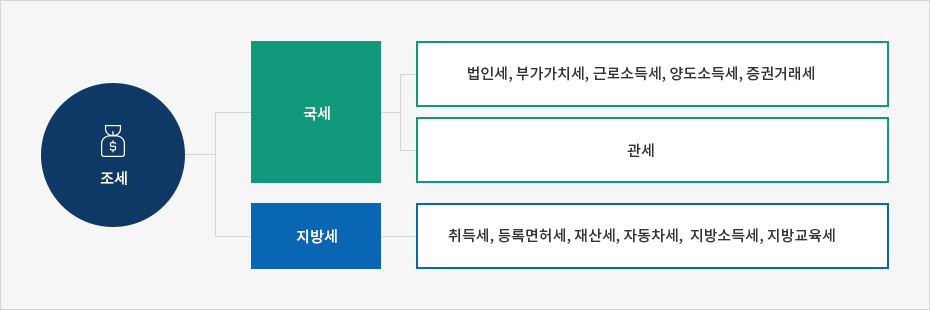 조세
국세
법인세, 부가가치세, 근로소득세, 양도소득세, 증권거래세
관세
지방세
취득세, 등록면허세, 재산세, 자동차세, 지방소득세, 지방교육세